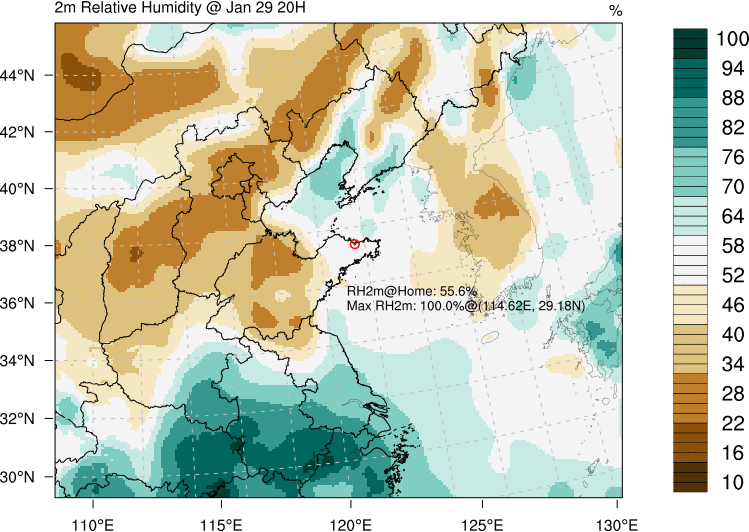 2m Relative Humidity @ Jan 29 20H
%
44°N
42°N
40°N
38°N
36°N
34°N
32°N
30°N
110°E
115°E
120°E
125°E
130°E
RH2m@Home: 55.6%
Max RH2m: 100.0%@(114.62E, 29.18N)
100
94
88
82
76
70
64
58
52
46
40
34
28
22
16
10